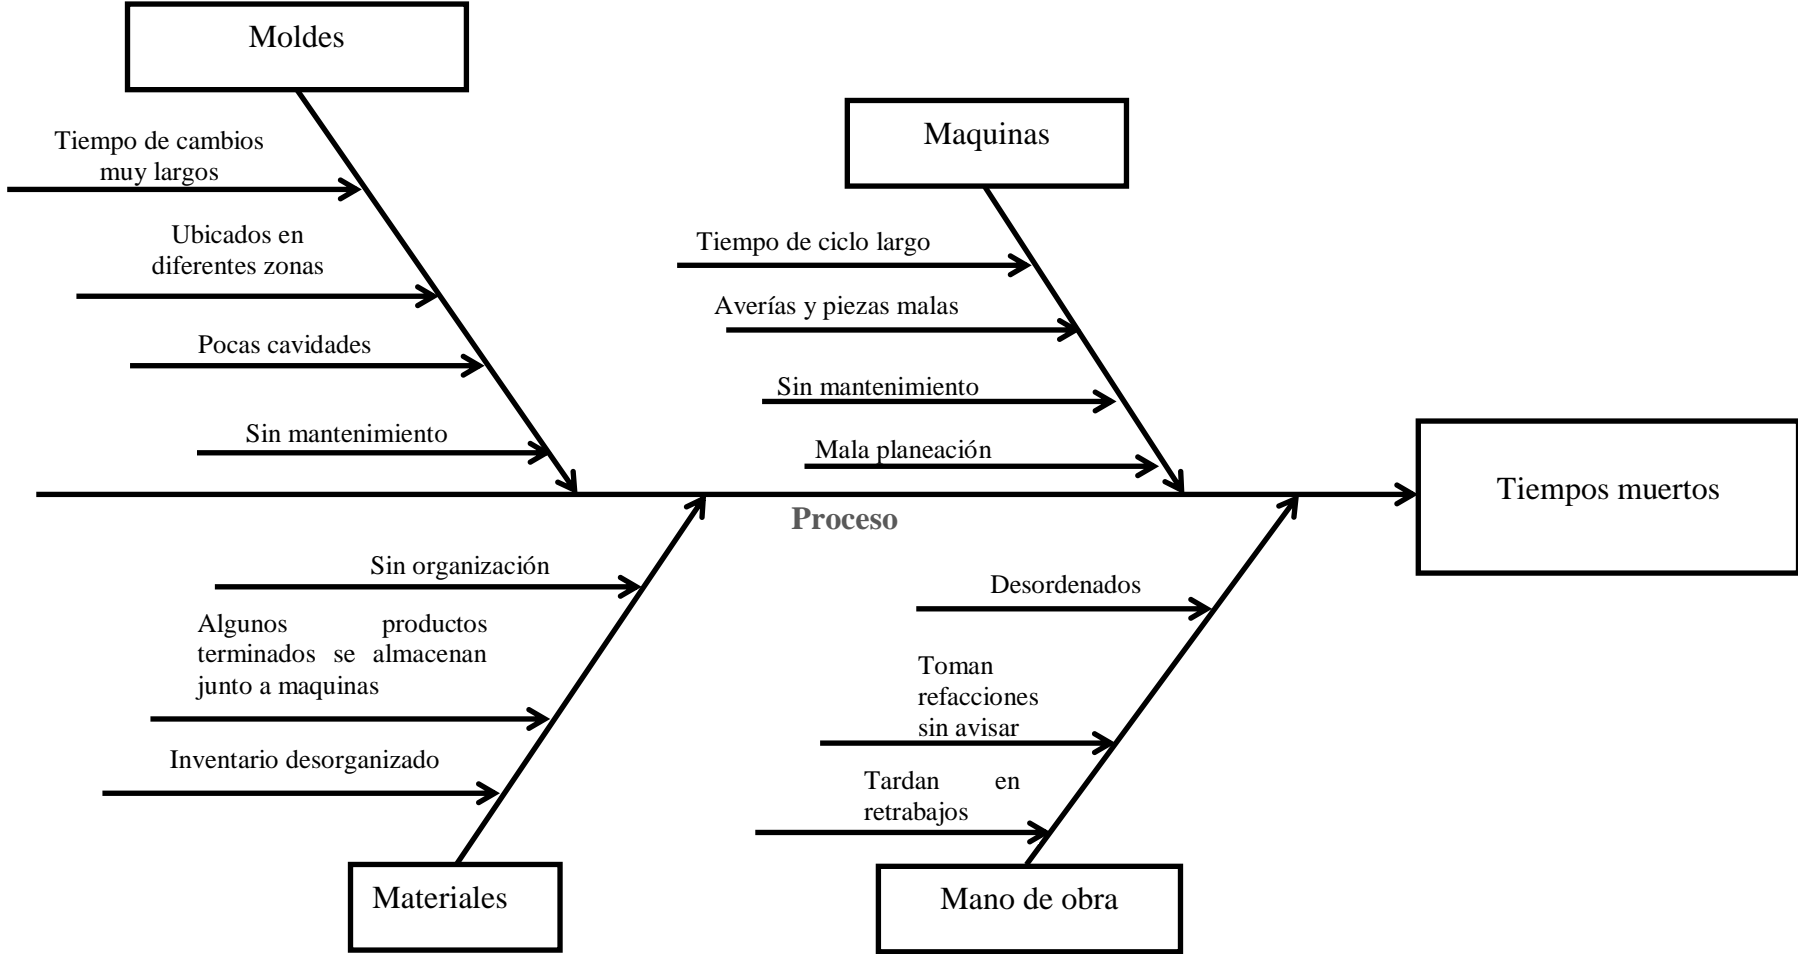 Moldes
Tiempo de cambios
muy largos
Ubicados en
diferentes zonas
Pocas cavidades
Sin mantenimiento
Maquinas
Tiempo de ciclo largo
Averías y piezas malas
Sin mantenimiento
Mala planeación
Tiempos muertos
Proceso
Sin organización
Algunos productos
terminados se almacenan
junto a maquinas
Inventario desorganizado
Materiales
Desordenados
Toman
refacciones
sin avisar
Tardan en
retrabajos
Mano de obra